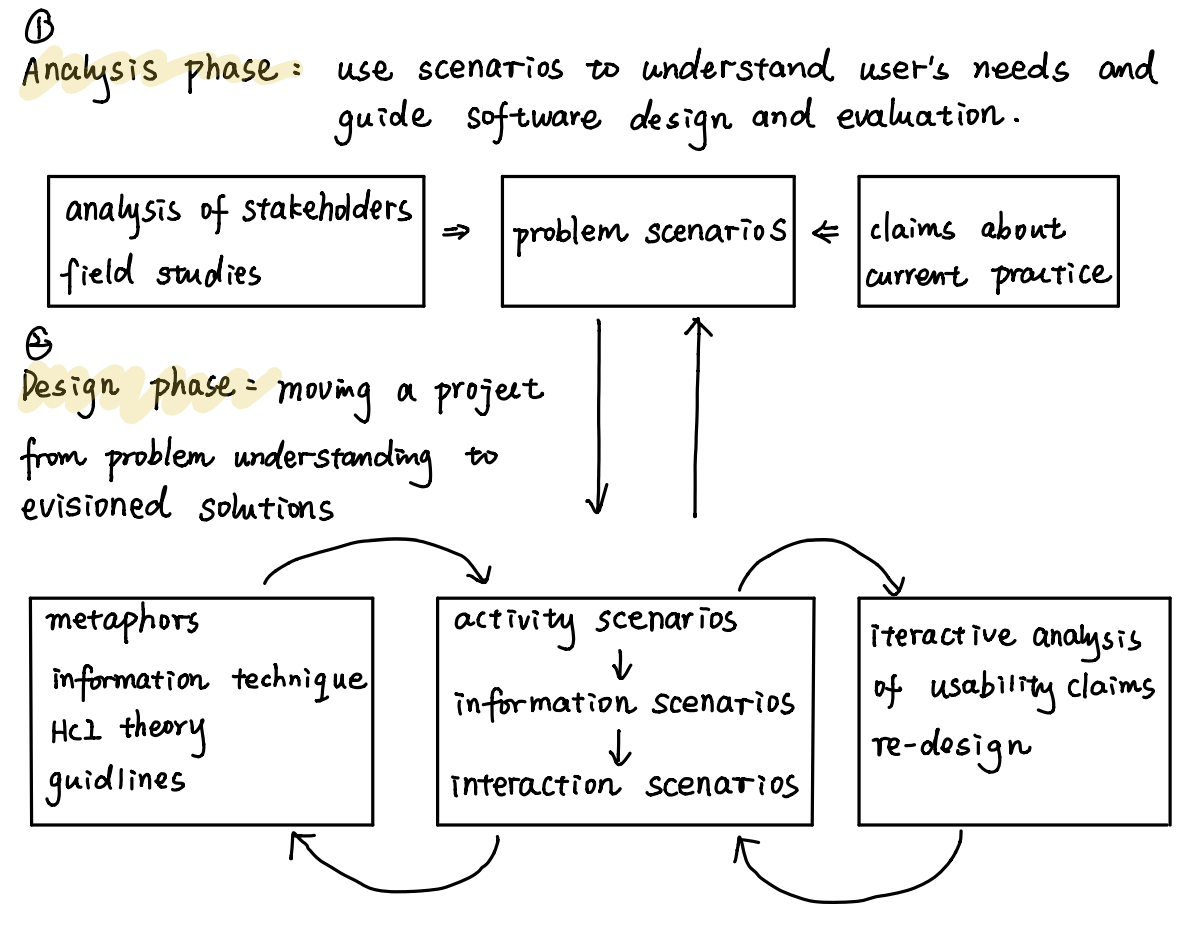 ①
Analysis phase: use scenarios to understand user's needs and
guide software design and evaluation.
analysis of stakeholders
field studies
⇒
problem scenarios
⇐
claims about
current practice
②
Design phase: moving a project
from problem understanding to
evisioned solutions
metaphors
information technique
HCI theory
guidlines
activity scenarios
↓
information scenarios
↓
interaction scenarios
iteractive analysis
of usability claims
re-design